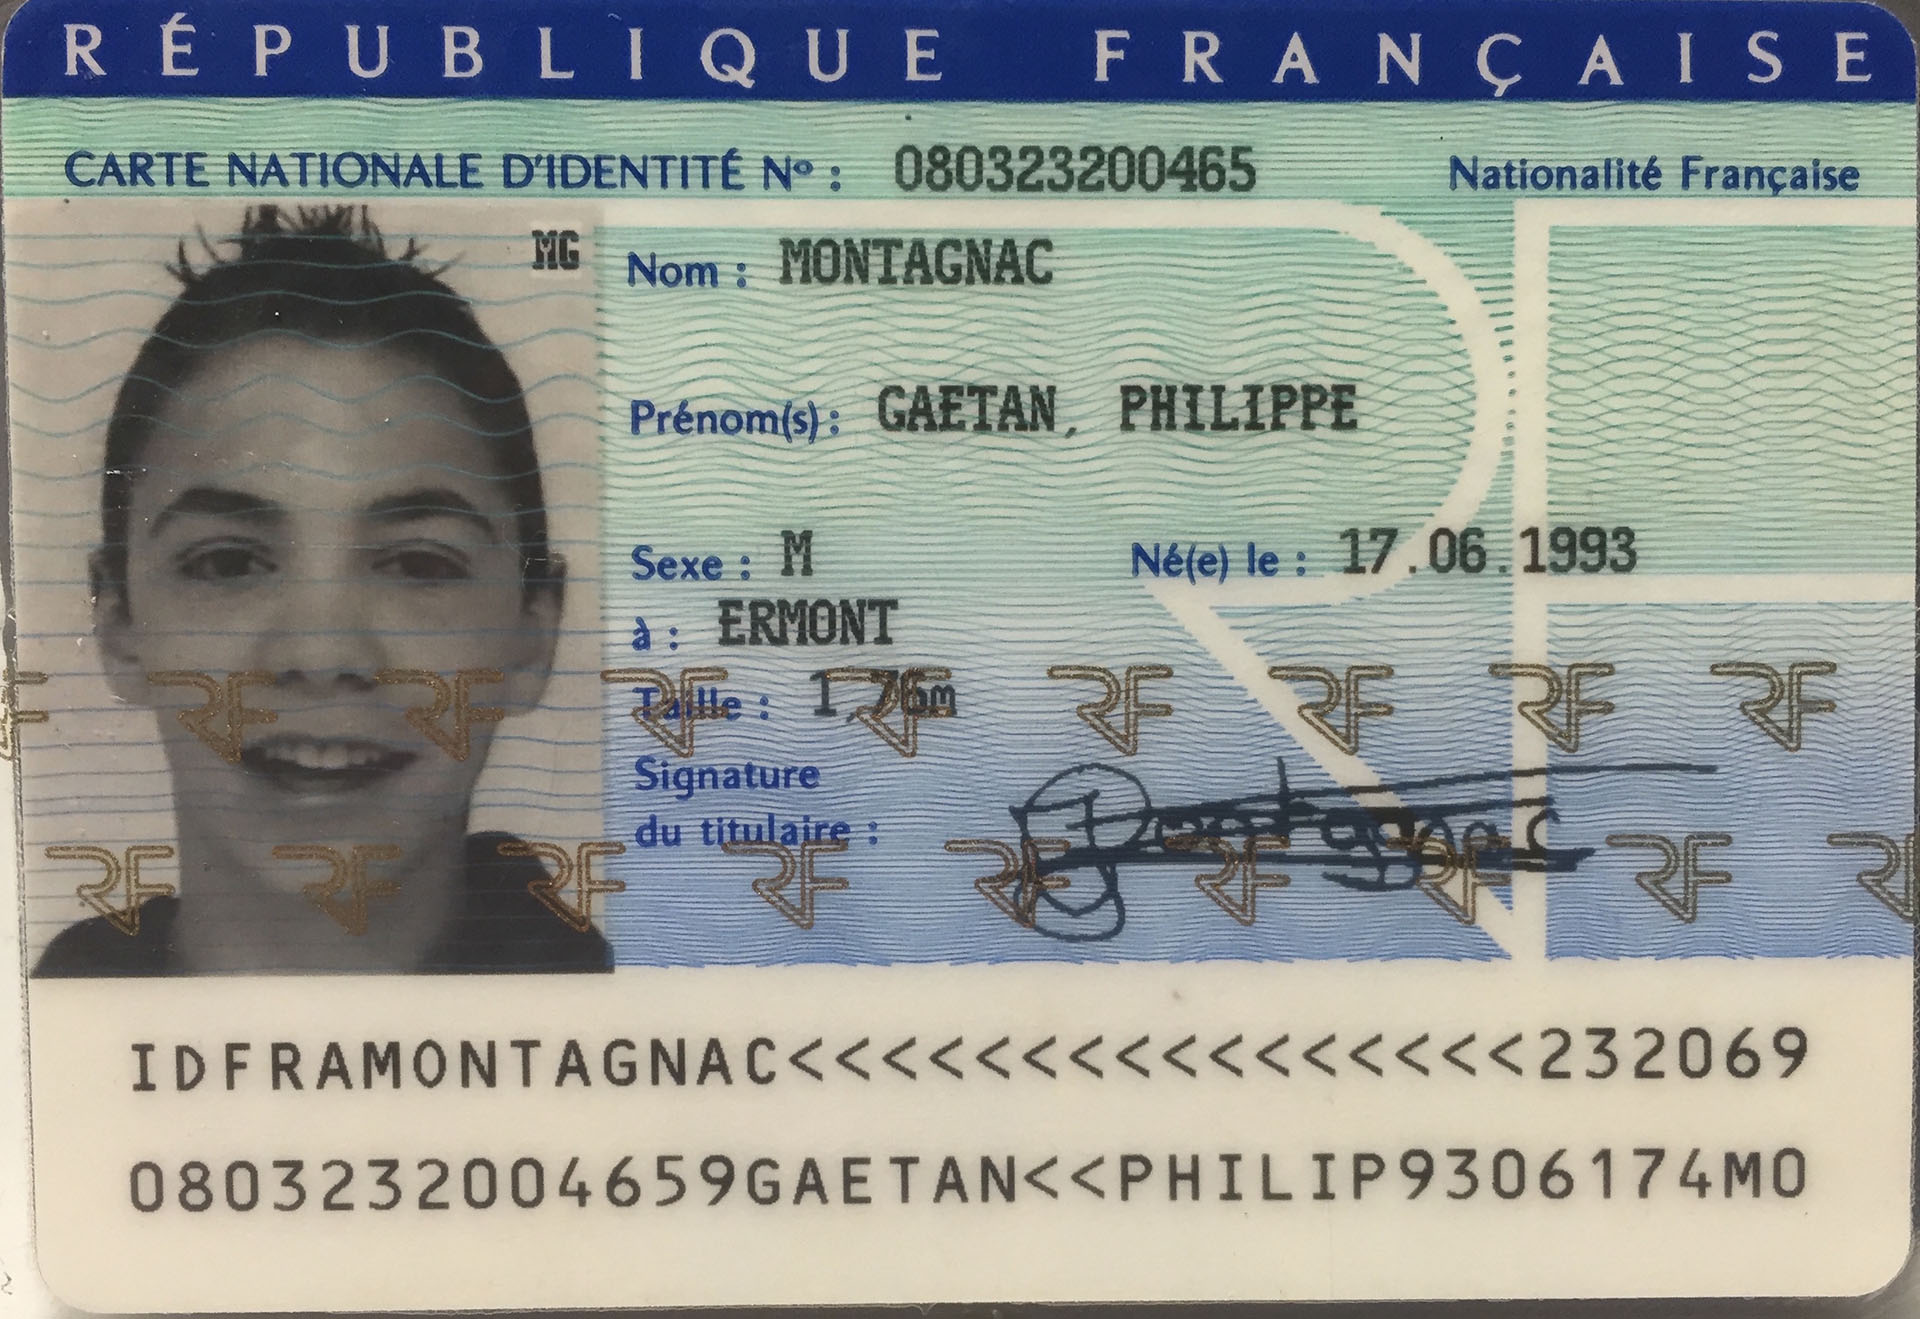 RÉPUBLIQUE FRANÇAISE
CARTE NATIONALE D'IDENTITÉ Nº : 080323200465 Nationalité Française
MG
Nom : MONTAGNAC
Prénom(s) : GAETAN, PHILIPPE
Sexe : M Né(e) le : 17.06.1993
à : ERMONT
Taille : 1,76m
RF RF RF RF RF RF RF RF RF
Signature
du titulaire :
Montagnac
RF RF RF RF RF RF RF RF RF
IDFRAMONTAGNAC<<<<<<<<<<<<<<<<232069
0803232004659GAETAN<<PHILIP9306174M0